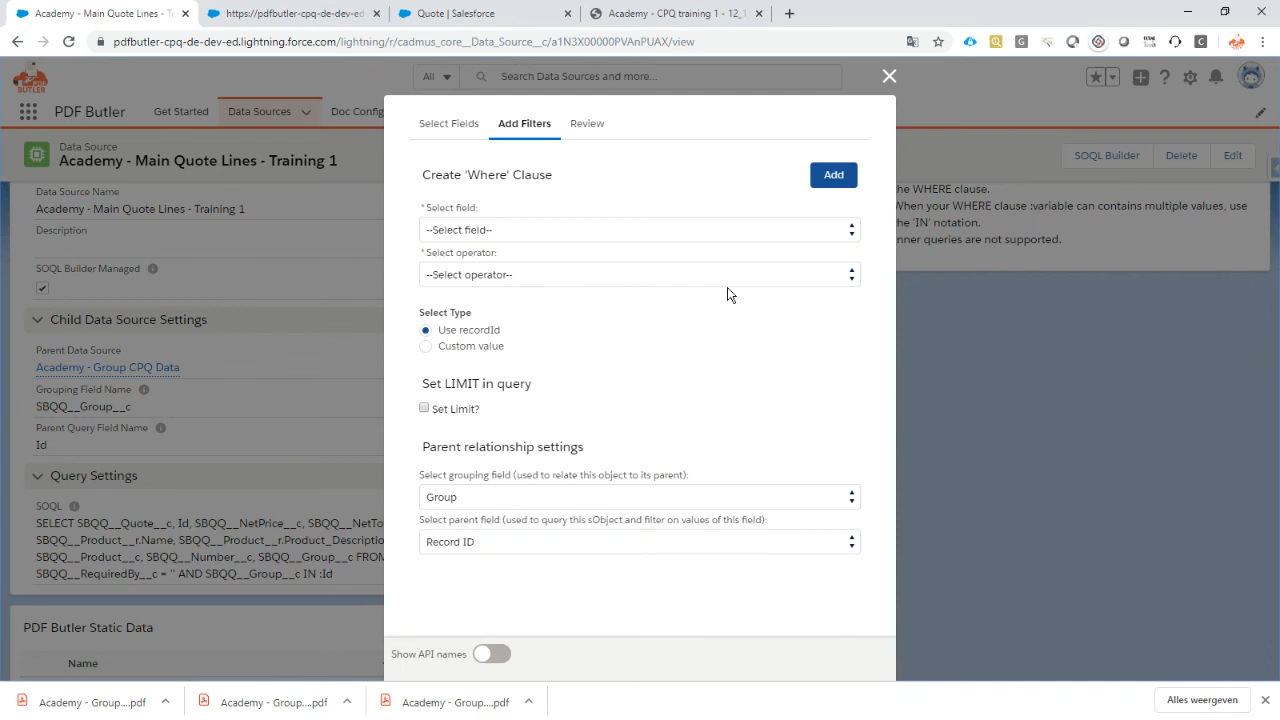 Academy - Main Quote Lines - T
https://pdfbutler-cpq-de-dev-ed
Quote | Salesforce
Academy - CPQ training 1 - 12_1
pdfbutler-cpq-de-dev-ed.lightning.force.com/lightning/r/cadmus_core__Data_Source__c/a1N3X00000PVAnPUAX/view
All
Search Data Sources and more...
BUTLER
PDF Butler
Get Started
Data Sources
Doc Config
Data Source
Academy - Main Quote Lines - Training 1
SOQL Builder
Delete
Edit
Data Source Name
Academy - Main Quote Lines - Training 1
Description
SOQL Builder Managed
Child Data Source Settings
Parent Data Source
Academy - Group CPQ Data
Grouping Field Name
SBQQ__Group__c
Parent Query Field Name
Id
Query Settings
SOQL
SELECT SBQQ__Quote__c, Id, SBQQ__NetPrice__c, SBQQ__NetTo
SBQQ__Product__r.Name, SBQQ__Product__r.Product_Description
SBQQ__Product__c, SBQQ__Number__c, SBQQ__Group__c FROM
SBQQ__RequiredBy__c = '' AND SBQQ__Group__c IN :Id
PDF Butler Static Data
Name
Select Fields
Add Filters
Review
Create 'Where' Clause
Add
*Select field:
--Select field--
*Select operator:
--Select operator--
Select Type
Use recordId
Custom value
Set LIMIT in query
Set Limit?
Parent relationship settings
Select grouping field (used to relate this object to its parent):
Group
Select parent field (used to query this sObject and filter on values of this field):
Record ID
Show API names
the WHERE clause.
When your WHERE clause :variable can contains multiple values, use
the 'IN' notation.
nner queries are not supported.
Academy - Group....pdf
Academy - Group....pdf
Academy - Group....pdf
Alles weergeven